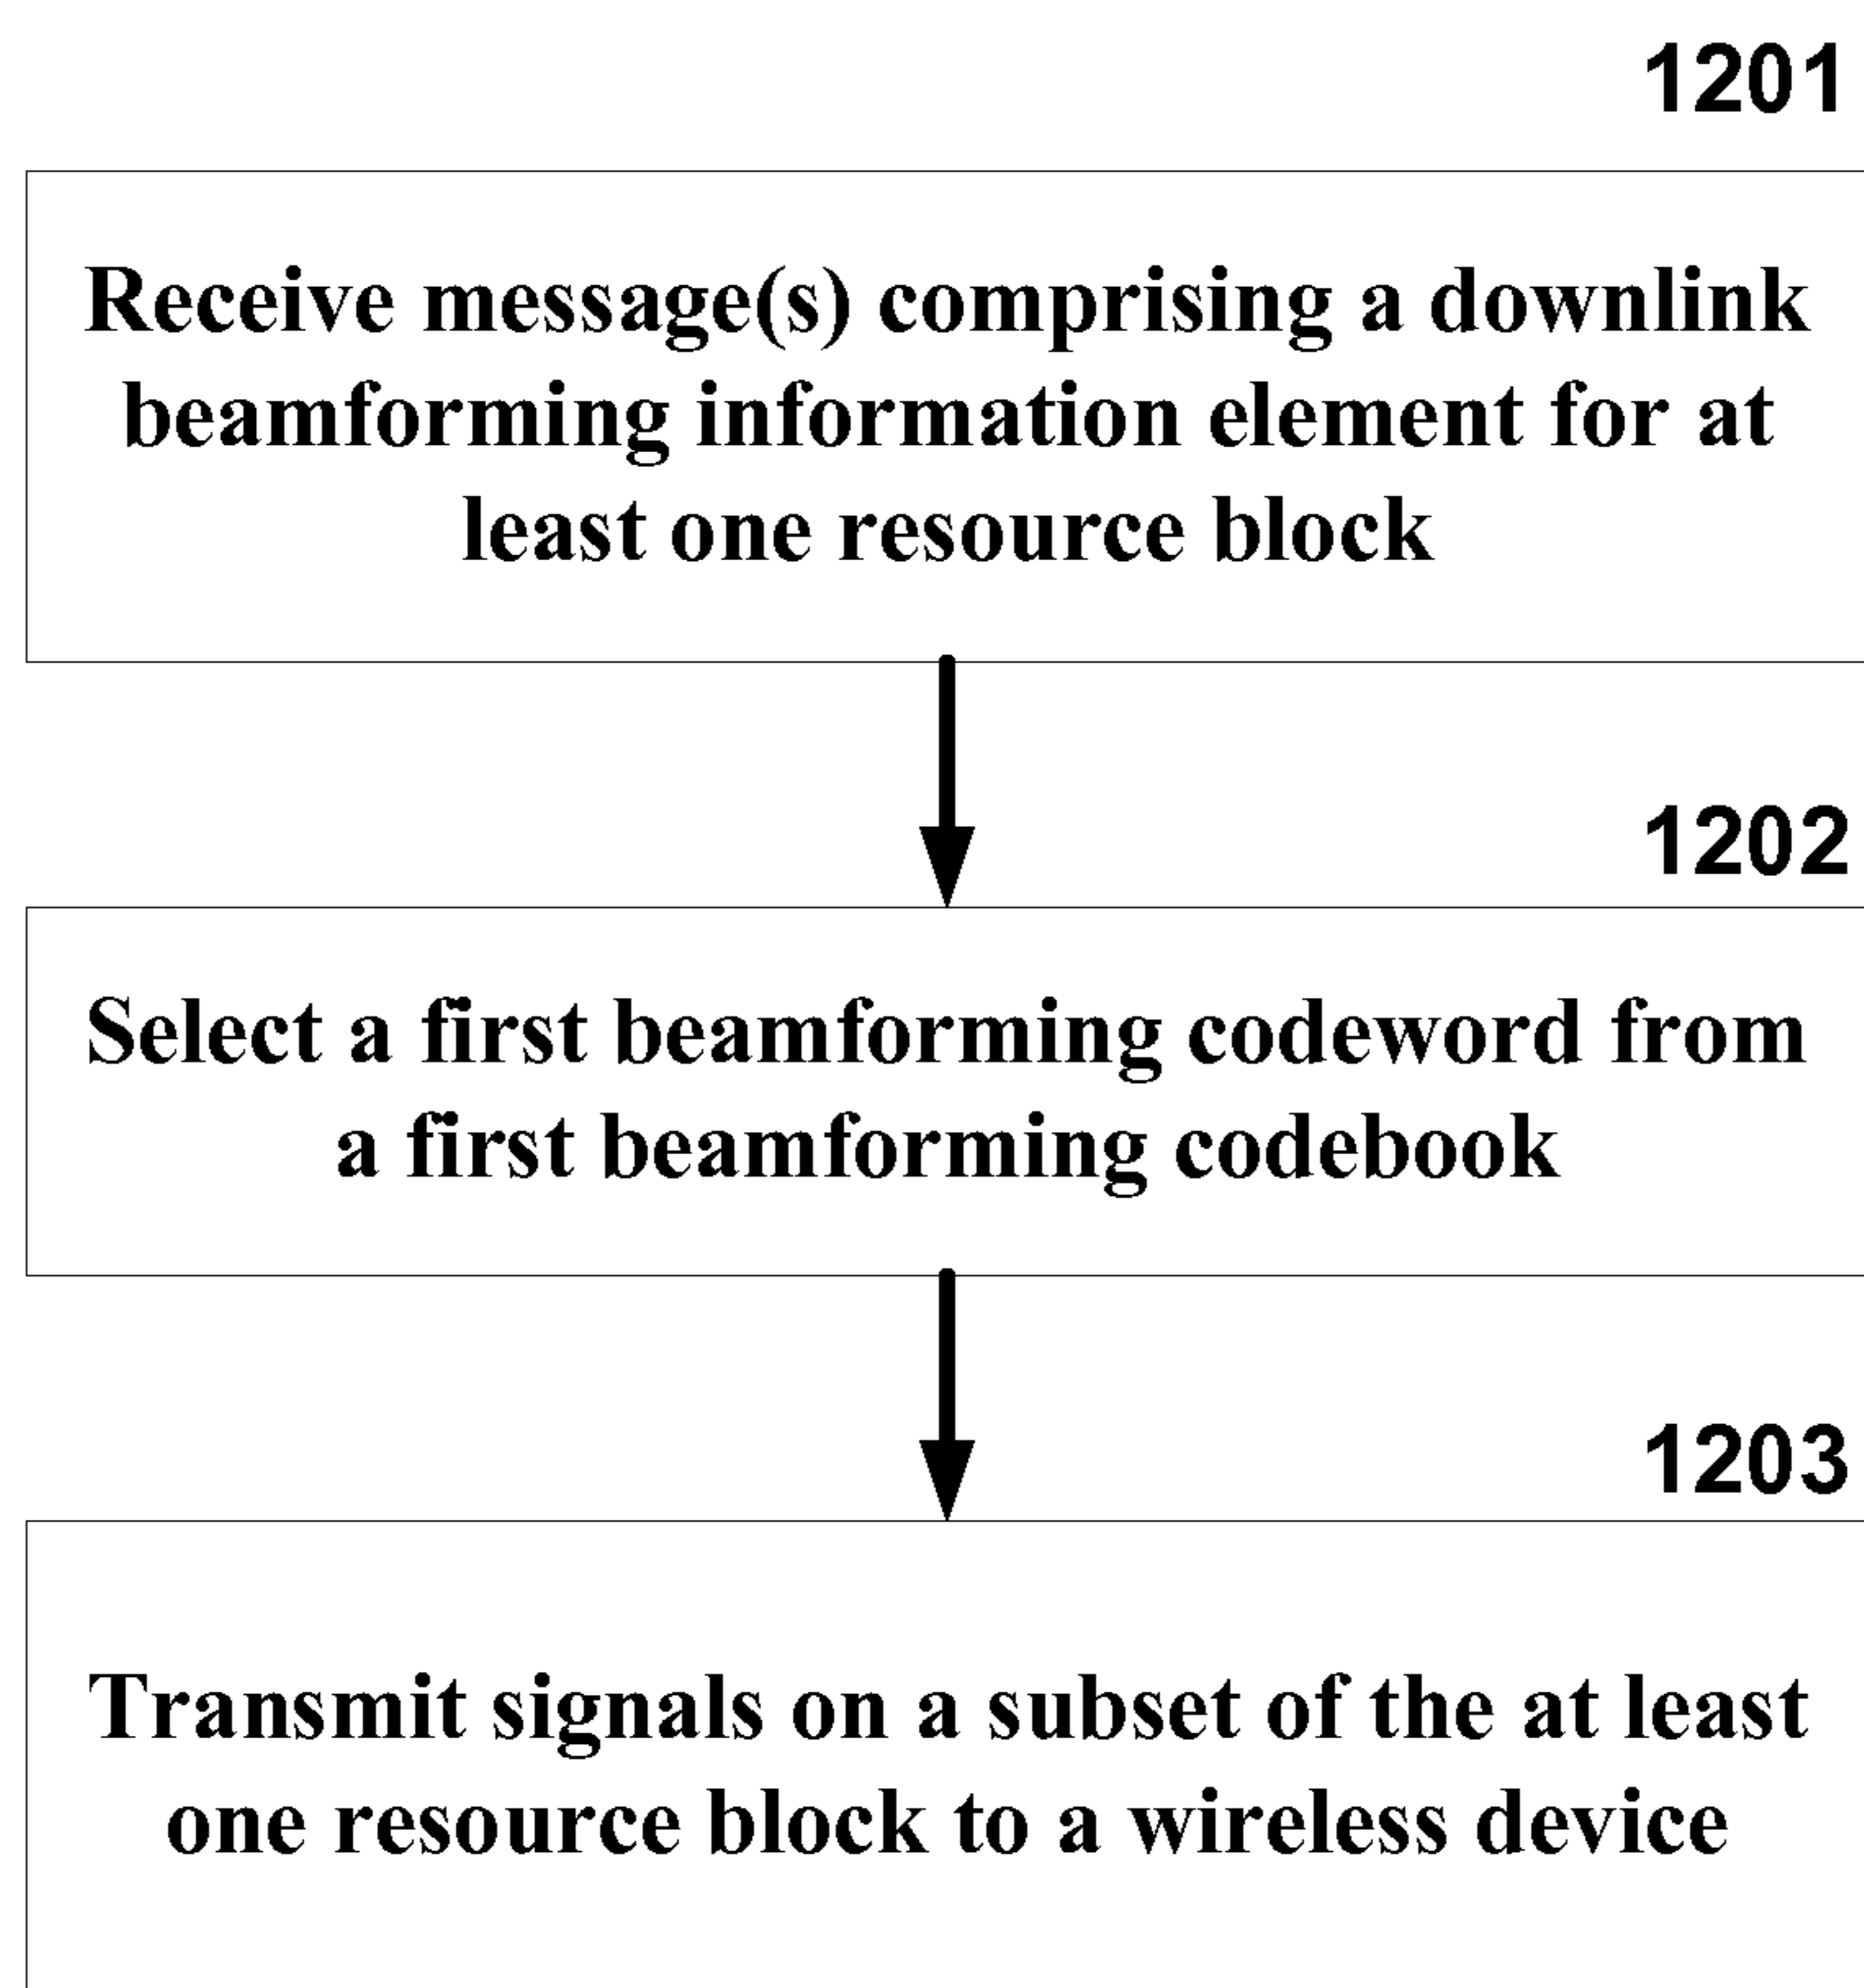 1201
Receive message(s) comprising a downlink
beamforming information element for at
least one resource block
1202
Select a first beamforming codeword from
a first beamforming codebook
1203
Transmit signals on a subset of the at least
one resource block to a wireless device